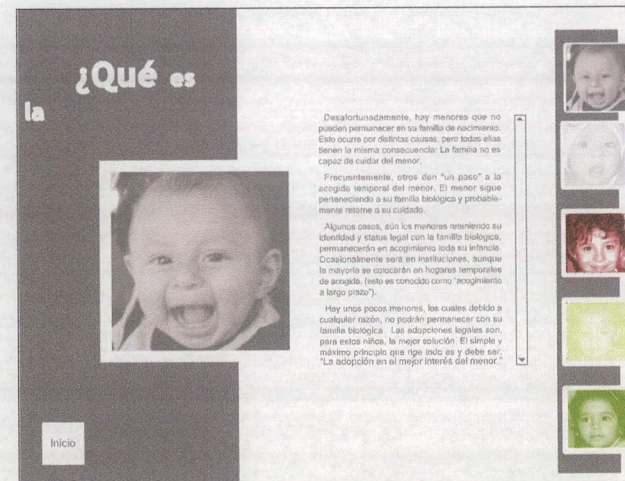 ¿Qué es
la
Desafortunadamente, hay menores que no
pueden permanecer en su familia de nacimiento.
Esto ocurre por distintas causas, pero todas ellas
tienen la misma consecuencia: La familia no es
capaz de cuidar del menor.
Frecuentemente, otros dan "un paso" a la
acogida temporal del menor. El menor sigue
perteneciendo a su familia biológica y probable-
mente retorne a su cuidado.
Algunos casos, aún los menores reteniendo su
identidad y status legal con la familia biológica,
permanecerán en acogimiento toda su infancia.
Ocasionalmente será en instituciones, aunque
la mayoría se colocarán en hogares temporales
de acogida. (esto es conocido como "acogimiento
a largo plazo").
Hay unos pocos menores, los cuales debido a
cualquier razón, no podrán permanecer con su
familia biológica. Las adopciones legales son,
para estos niños, la mejor solución. El simple y
máximo principio que rige todo es y debe ser:
"La adopción en el mejor interés del menor."
Inicio